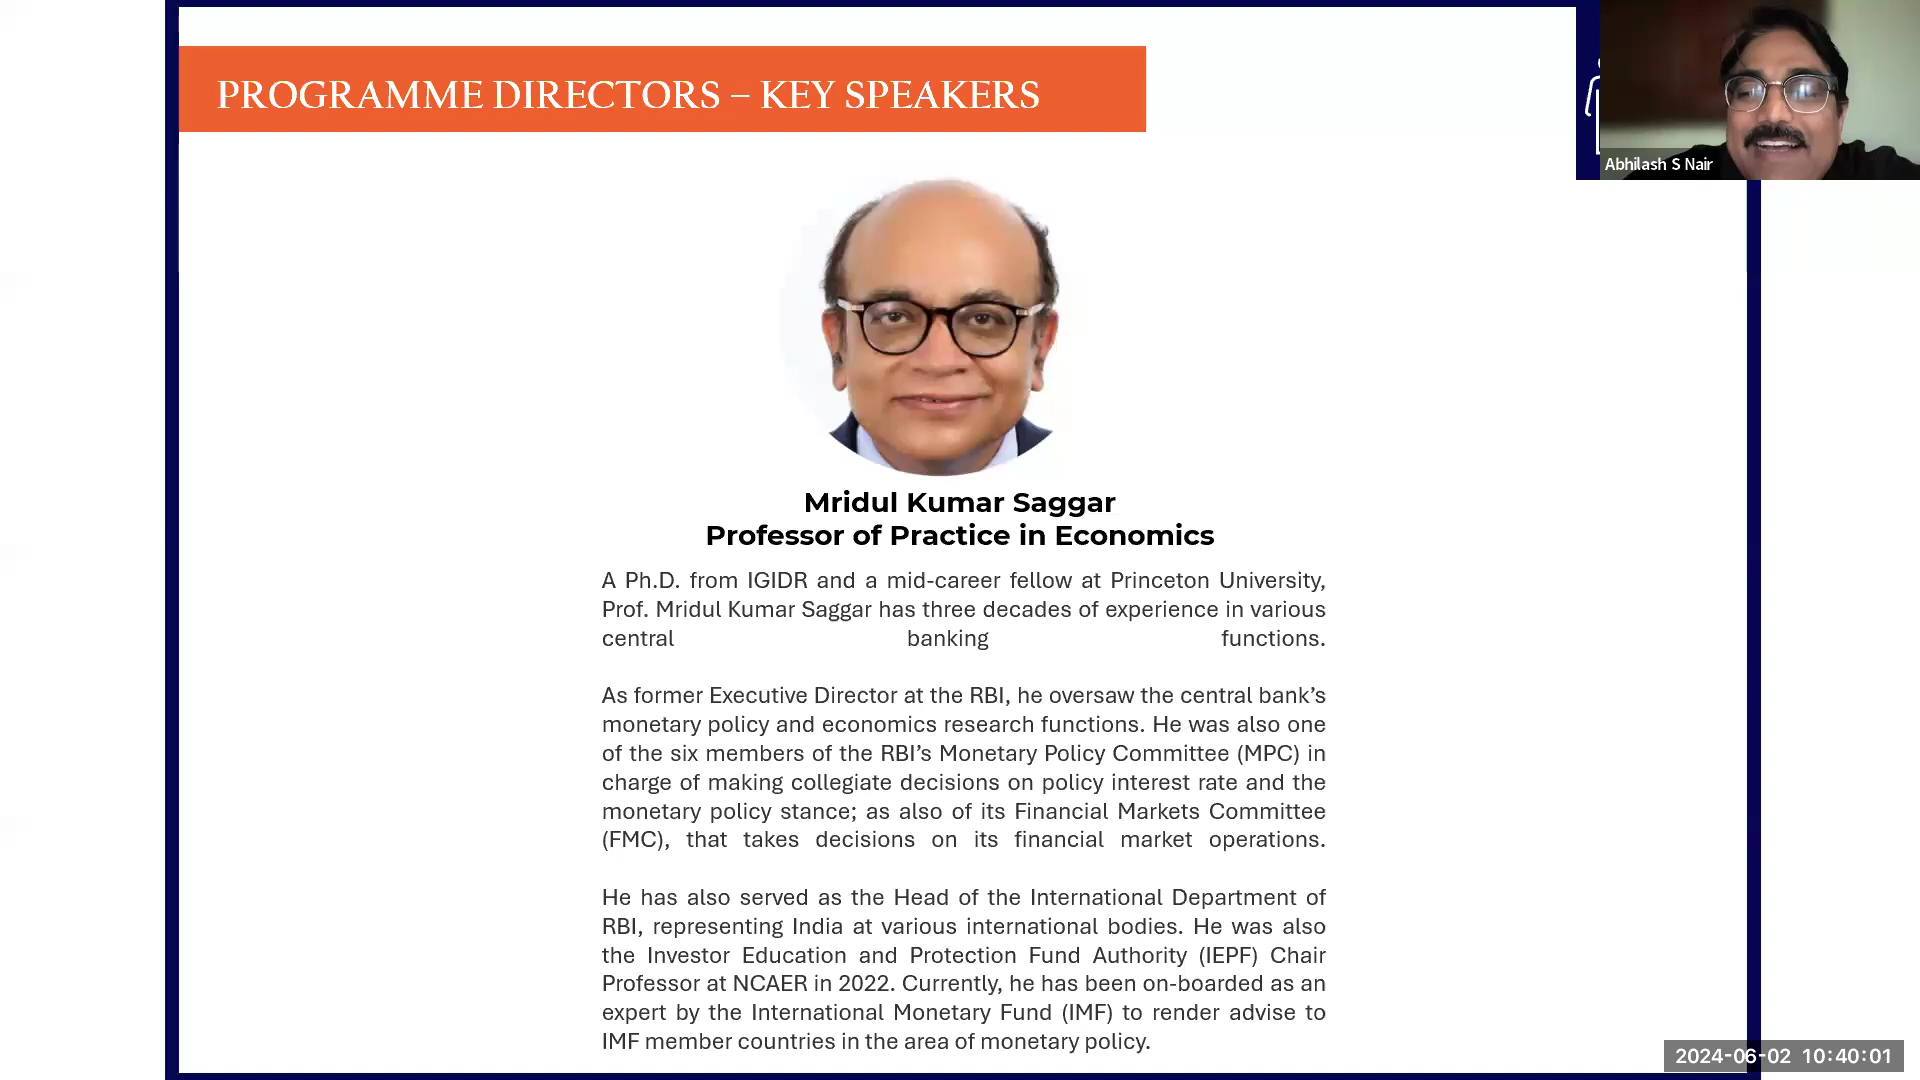 PROGRAMME DIRECTORS – KEY SPEAKERS
Abhilash S Nair
Mridul Kumar Saggar
Professor of Practice in Economics
A Ph.D. from IGIDR and a mid-career fellow at Princeton University,
Prof. Mridul Kumar Saggar has three decades of experience in various
central banking functions.
As former Executive Director at the RBI, he oversaw the central bank’s
monetary policy and economics research functions. He was also one
of the six members of the RBI’s Monetary Policy Committee (MPC) in
charge of making collegiate decisions on policy interest rate and the
monetary policy stance; as also of its Financial Markets Committee
(FMC), that takes decisions on its financial market operations.
He has also served as the Head of the International Department of
RBI, representing India at various international bodies. He was also
the Investor Education and Protection Fund Authority (IEPF) Chair
Professor at NCAER in 2022. Currently, he has been on-boarded as an
expert by the International Monetary Fund (IMF) to render advise to
IMF member countries in the area of monetary policy.
2024-06-02 10:40:01